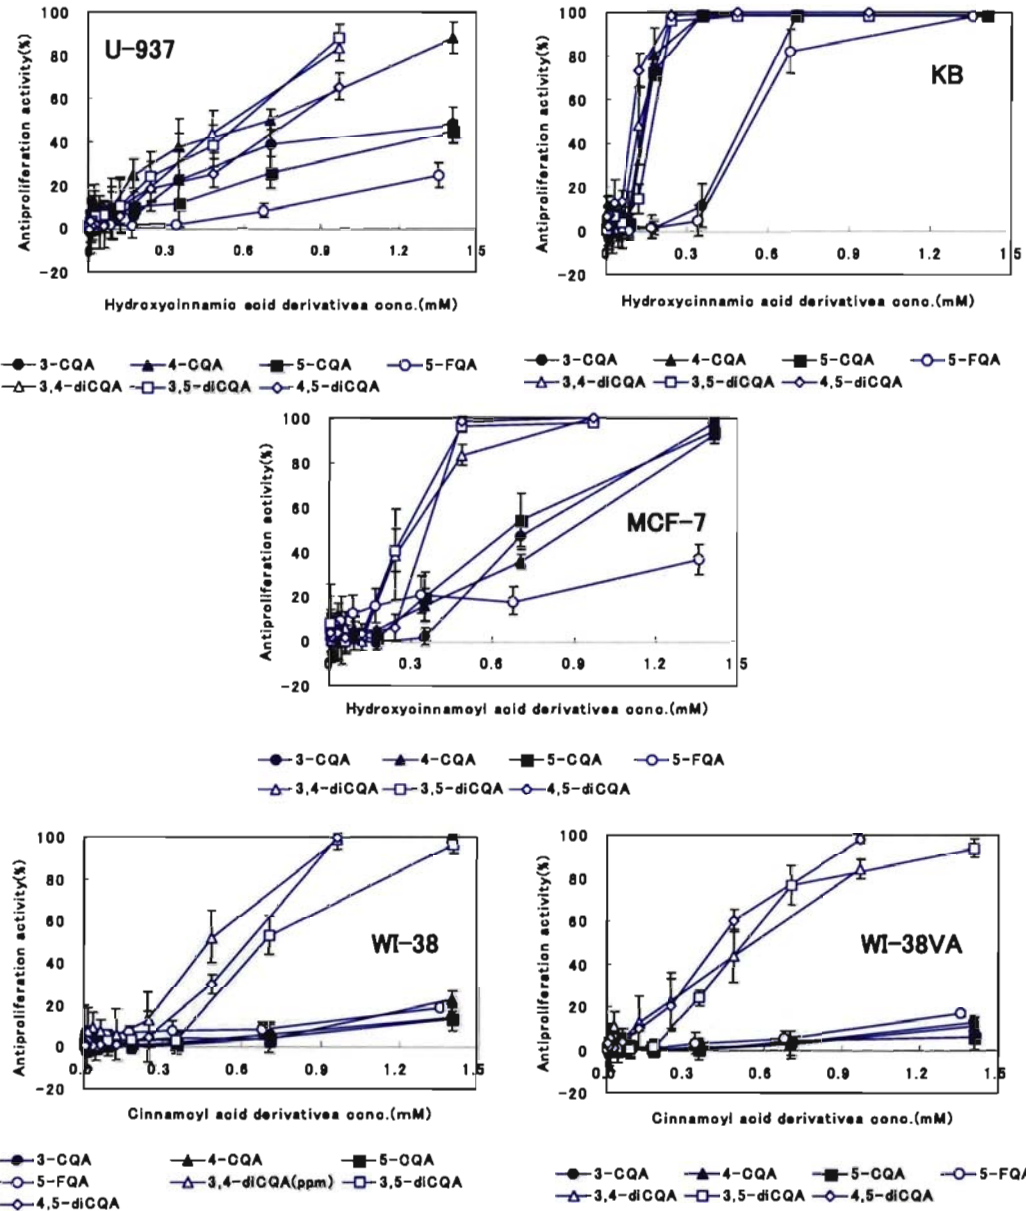 U-937
Antiproliferation activity(%)
100
80
60
40
20
0
-20
0.3 0.6 0.9 1.2 1.5
Hydroxycinnamic acid derivativea conc.(mM)
3-CQA 4-CQA 5-CQA 5-FQA
3,4-diCQA 3,5-diCQA 4,5-diCQA
KB
Antiproliferation activity(%)
100
80
60
40
20
0
-20
0.3 0.6 0.9 1.2 1.5
Hydroxycinnamic acid derivativea conc.(mM)
3-CQA 4-CQA 5-CQA 5-FQA
3,4-diCQA 3,5-diCQA 4,5-diCQA
MCF-7
Antiproliferation activity(%)
100
80
60
40
20
0
-20
0.3 0.6 0.9 1.2 1.5
Hydroxycinnamoyl acid derivativea conc.(mM)
3-CQA 4-CQA 5-CQA 5-FQA
3,4-diCQA 3,5-diCQA 4,5-diCQA
WI-38
Antiproliferation activity(%)
100
80
60
40
20
0
-20
0.3 0.6 0.9 1.2 1.5
Cinnamoyl acid derivativea conc.(mM)
3-CQA 4-CQA 5-CQA
5-FQA 3,4-diCQA(ppm) 3,5-diCQA
4,5-diCQA
WI-38VA
Antiproliferation activity(%)
100
80
60
40
20
0
-20
0.3 0.6 0.9 1.2 1.5
Cinnamoyl acid derivativea conc.(mM)
3-CQA 4-CQA 5-CQA 5-FQA
3,4-diCQA 3,5-diCQA 4,5-diCQA